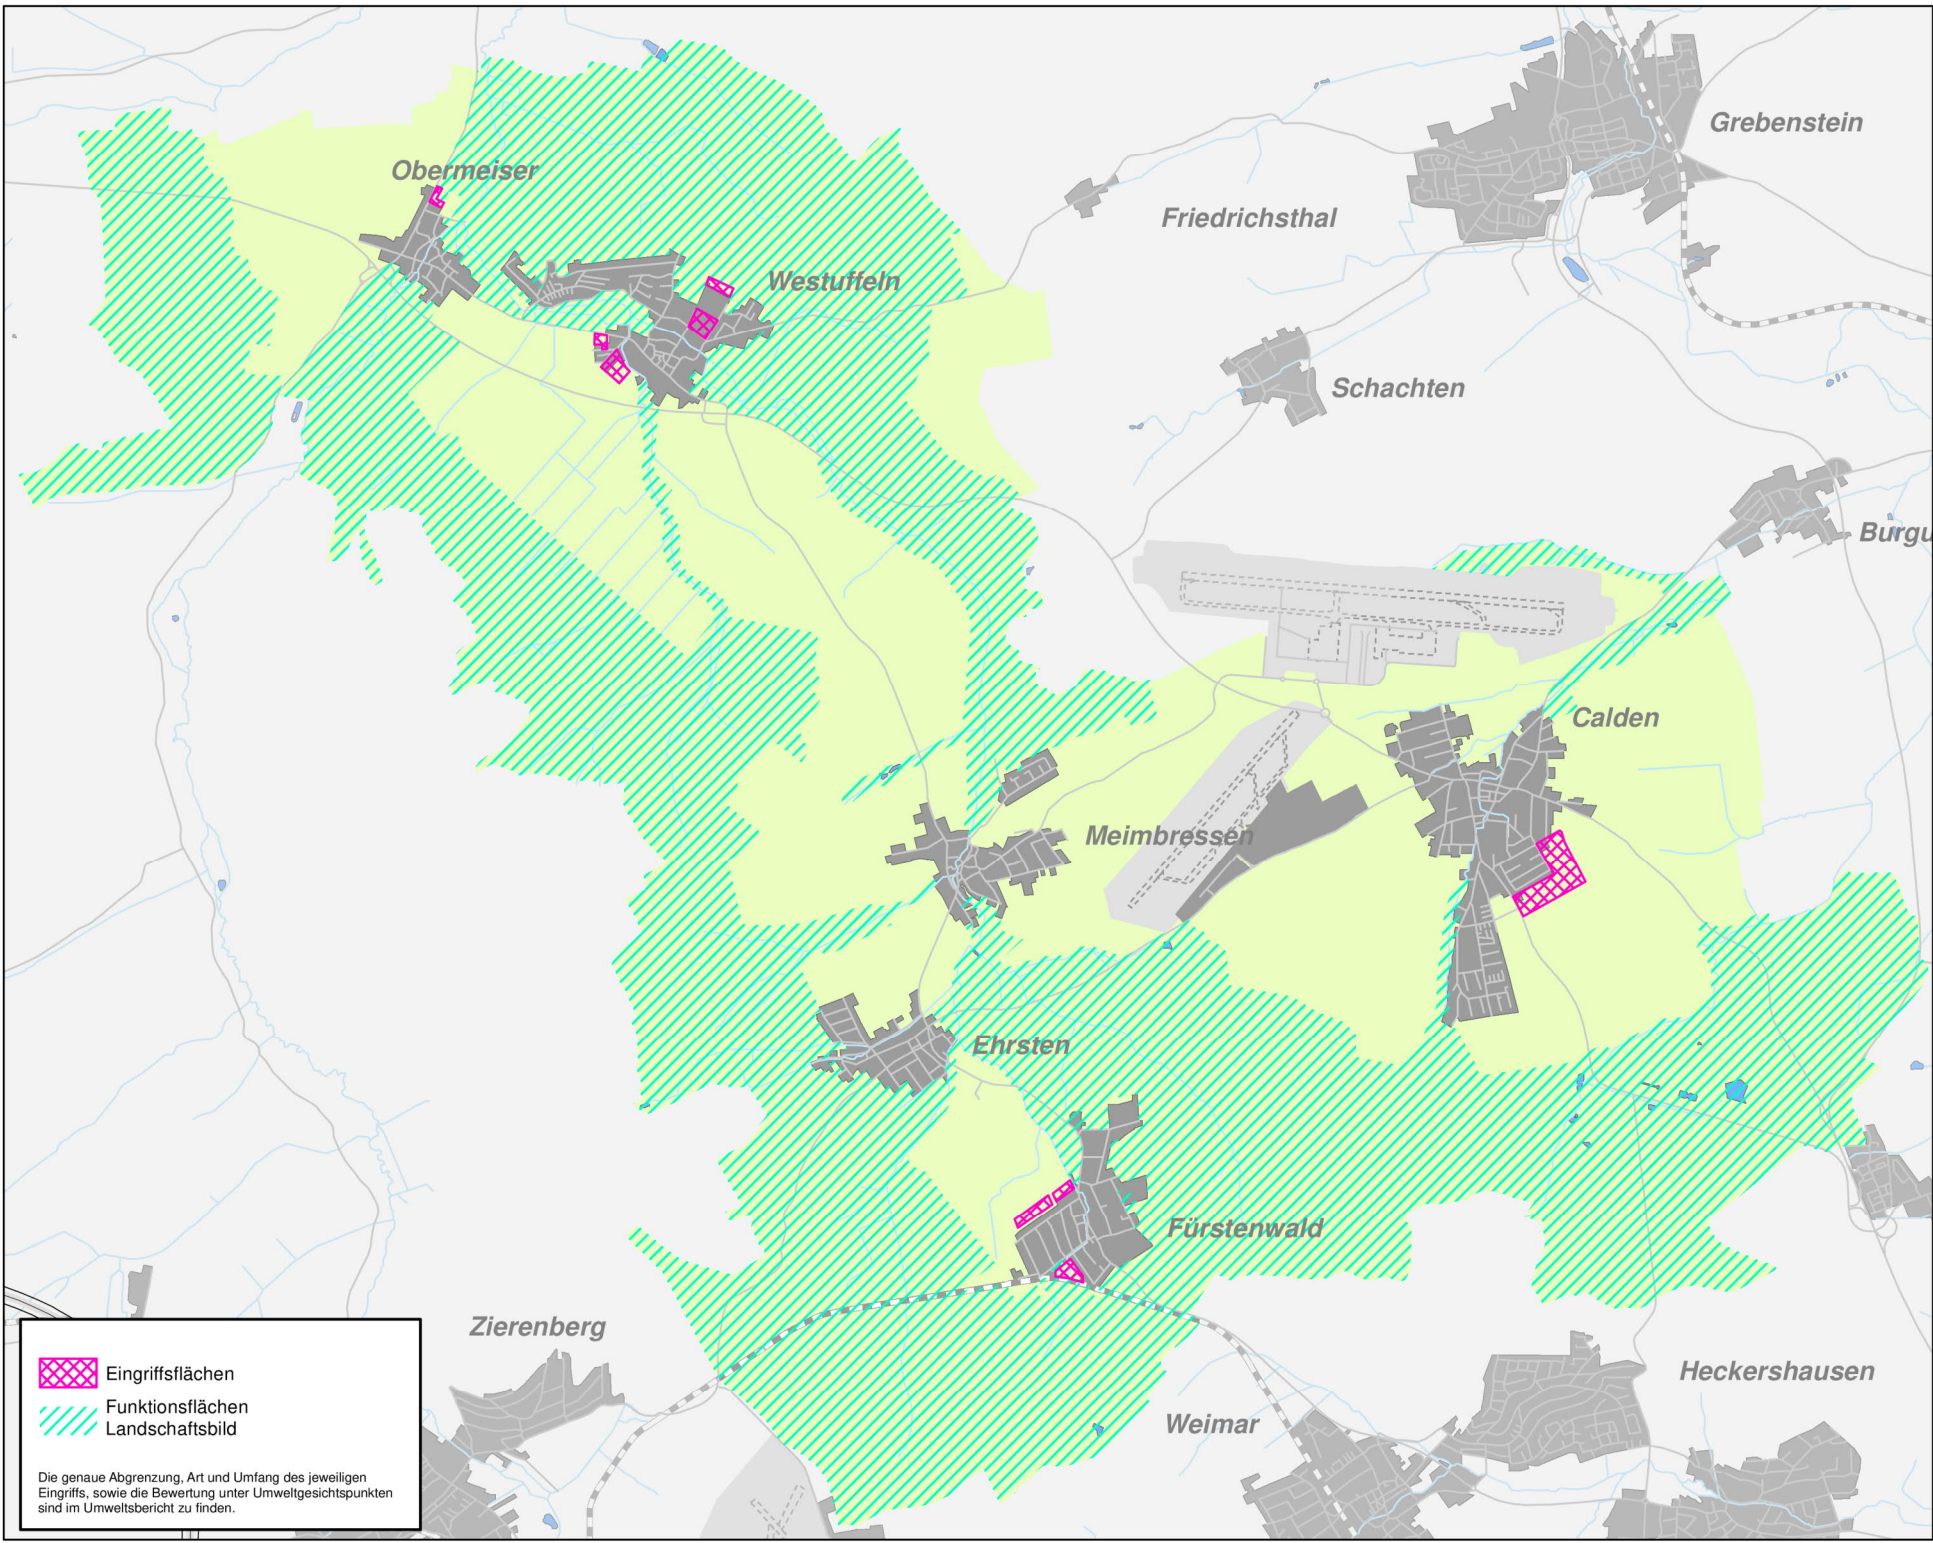 Grebenstein
Obermeiser
Friedrichsthal
Westuffeln
Schachten
Burgu
Calden
Meimbressen
Ehrsten
Fürstenwald
Zierenberg
Heckershausen
Weimar
Eingriffsflächen
Funktionsflächen
Landschaftsbild
Die genaue Abgrenzung, Art und Umfang des jeweiligen
Eingriffs, sowie die Bewertung unter Umweltgesichtspunkten
sind im Umweltsbericht zu finden.